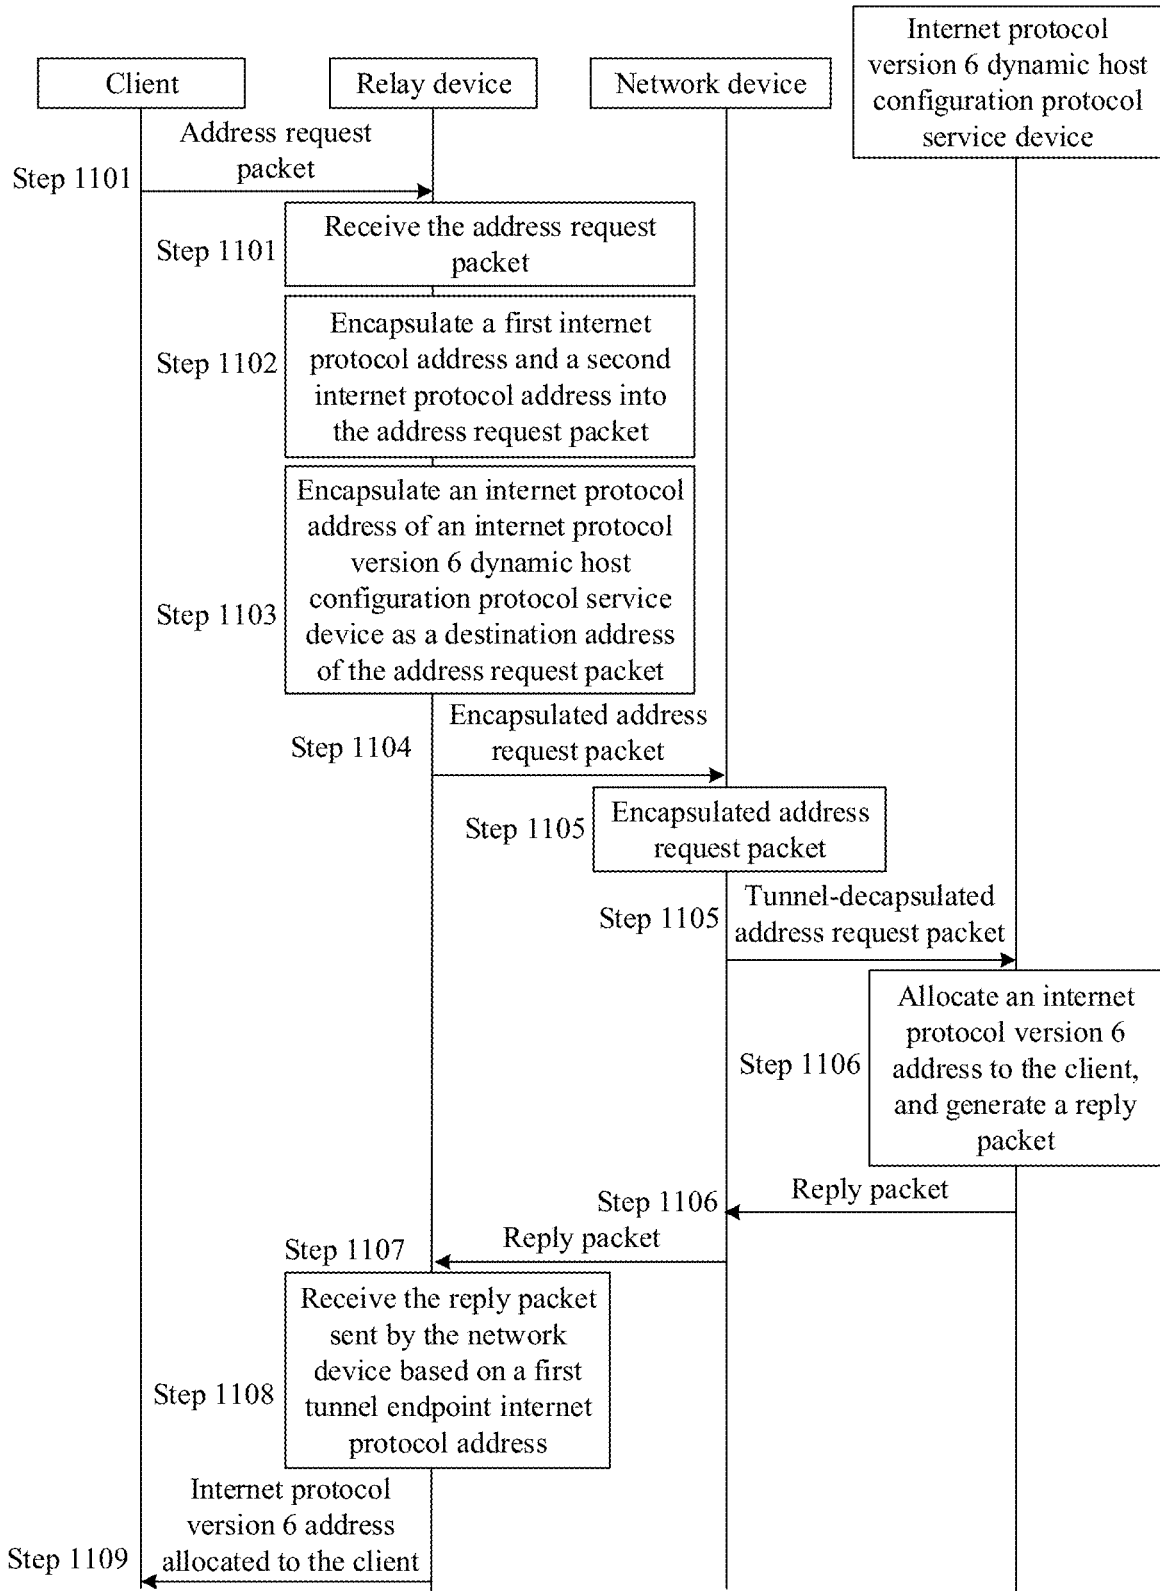 Client
Relay device
Network device
Internet protocol
version 6 dynamic host
configuration protocol
service device
Address request
packet
Step 1101
Step 1101
Receive the address request
packet
Step 1102
Encapsulate a first internet
protocol address and a second
internet protocol address into
the address request packet
Step 1103
Encapsulate an internet protocol
address of an internet protocol
version 6 dynamic host
configuration protocol service
device as a destination address
of the address request packet
Step 1104
Encapsulated address
request packet
Step 1105
Encapsulated address
request packet
Step 1105
Tunnel-decapsulated
address request packet
Step 1106
Allocate an internet
protocol version 6
address to the client,
and generate a reply
packet
Step 1106
Reply packet
Step 1107
Reply packet
Step 1108
Receive the reply packet
sent by the network
device based on a first
tunnel endpoint internet
protocol address
Step 1109
Internet protocol
version 6 address
allocated to the client